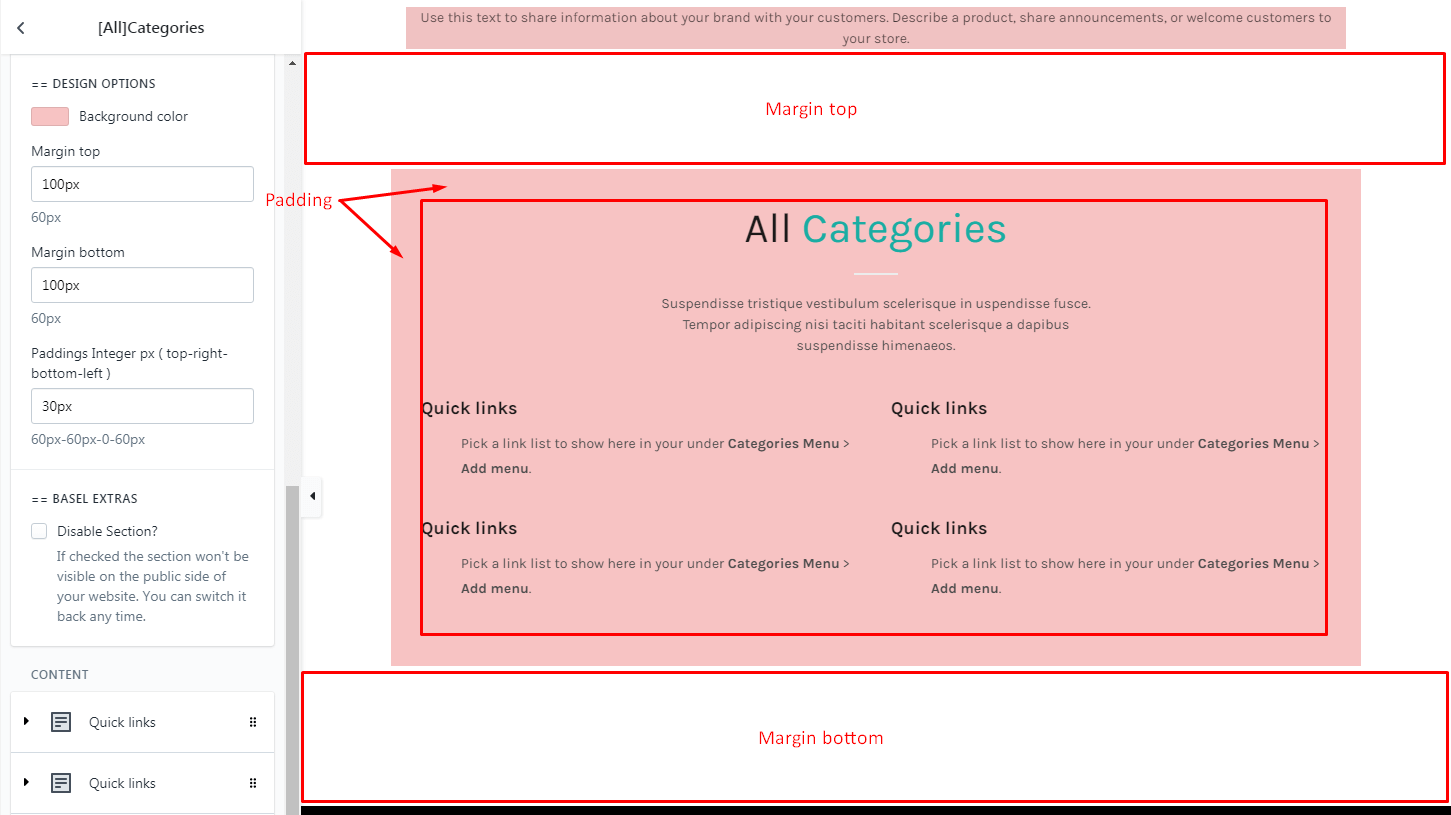 [All]Categories
== DESIGN OPTIONS
Background color
Margin top
100px
60px
Margin bottom
100px
60px
Paddings Integer px ( top-right-
bottom-left )
30px
60px-60px-0-60px
== BASEL EXTRAS
Disable Section?
If checked the section won't be
visible on the public side of
your website. You can switch it
back any time.
CONTENT
Quick links
Quick links
Use this text to share information about your brand with your customers. Describe a product, share announcements, or welcome customers to
your store.
Margin top
Padding
All Categories
Suspendisse tristique vestibulum scelerisque in uspendisse fusce.
Tempor adipiscing nisi taciti habitant scelerisque a dapibus
suspendisse himenaeos.
Quick links
Pick a link list to show here in your under Categories Menu >
Add menu.
Quick links
Pick a link list to show here in your under Categories Menu >
Add menu.
Quick links
Pick a link list to show here in your under Categories Menu >
Add menu.
Quick links
Pick a link list to show here in your under Categories Menu >
Add menu.
Margin bottom